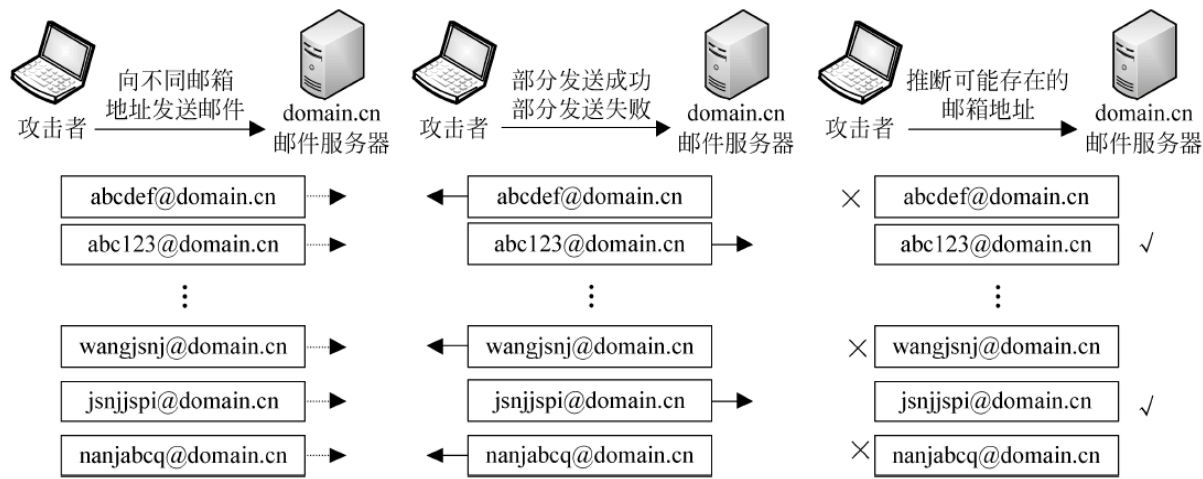 向不同邮箱
地址发送邮件
攻击者
domain.cn
邮件服务器
abcdef@domain.cn
abc123@domain.cn
⋮
wangjsnj@domain.cn
jsnjjspi@domain.cn
nanjabcq@domain.cn
部分发送成功
部分发送失败
攻击者
domain.cn
邮件服务器
abcdef@domain.cn
abc123@domain.cn
⋮
wangjsnj@domain.cn
jsnjjspi@domain.cn
nanjabcq@domain.cn
推断可能存在的
邮箱地址
攻击者
domain.cn
邮件服务器
× abcdef@domain.cn
abc123@domain.cn √
⋮
× wangjsnj@domain.cn
jsnjjspi@domain.cn √
× nanjabcq@domain.cn